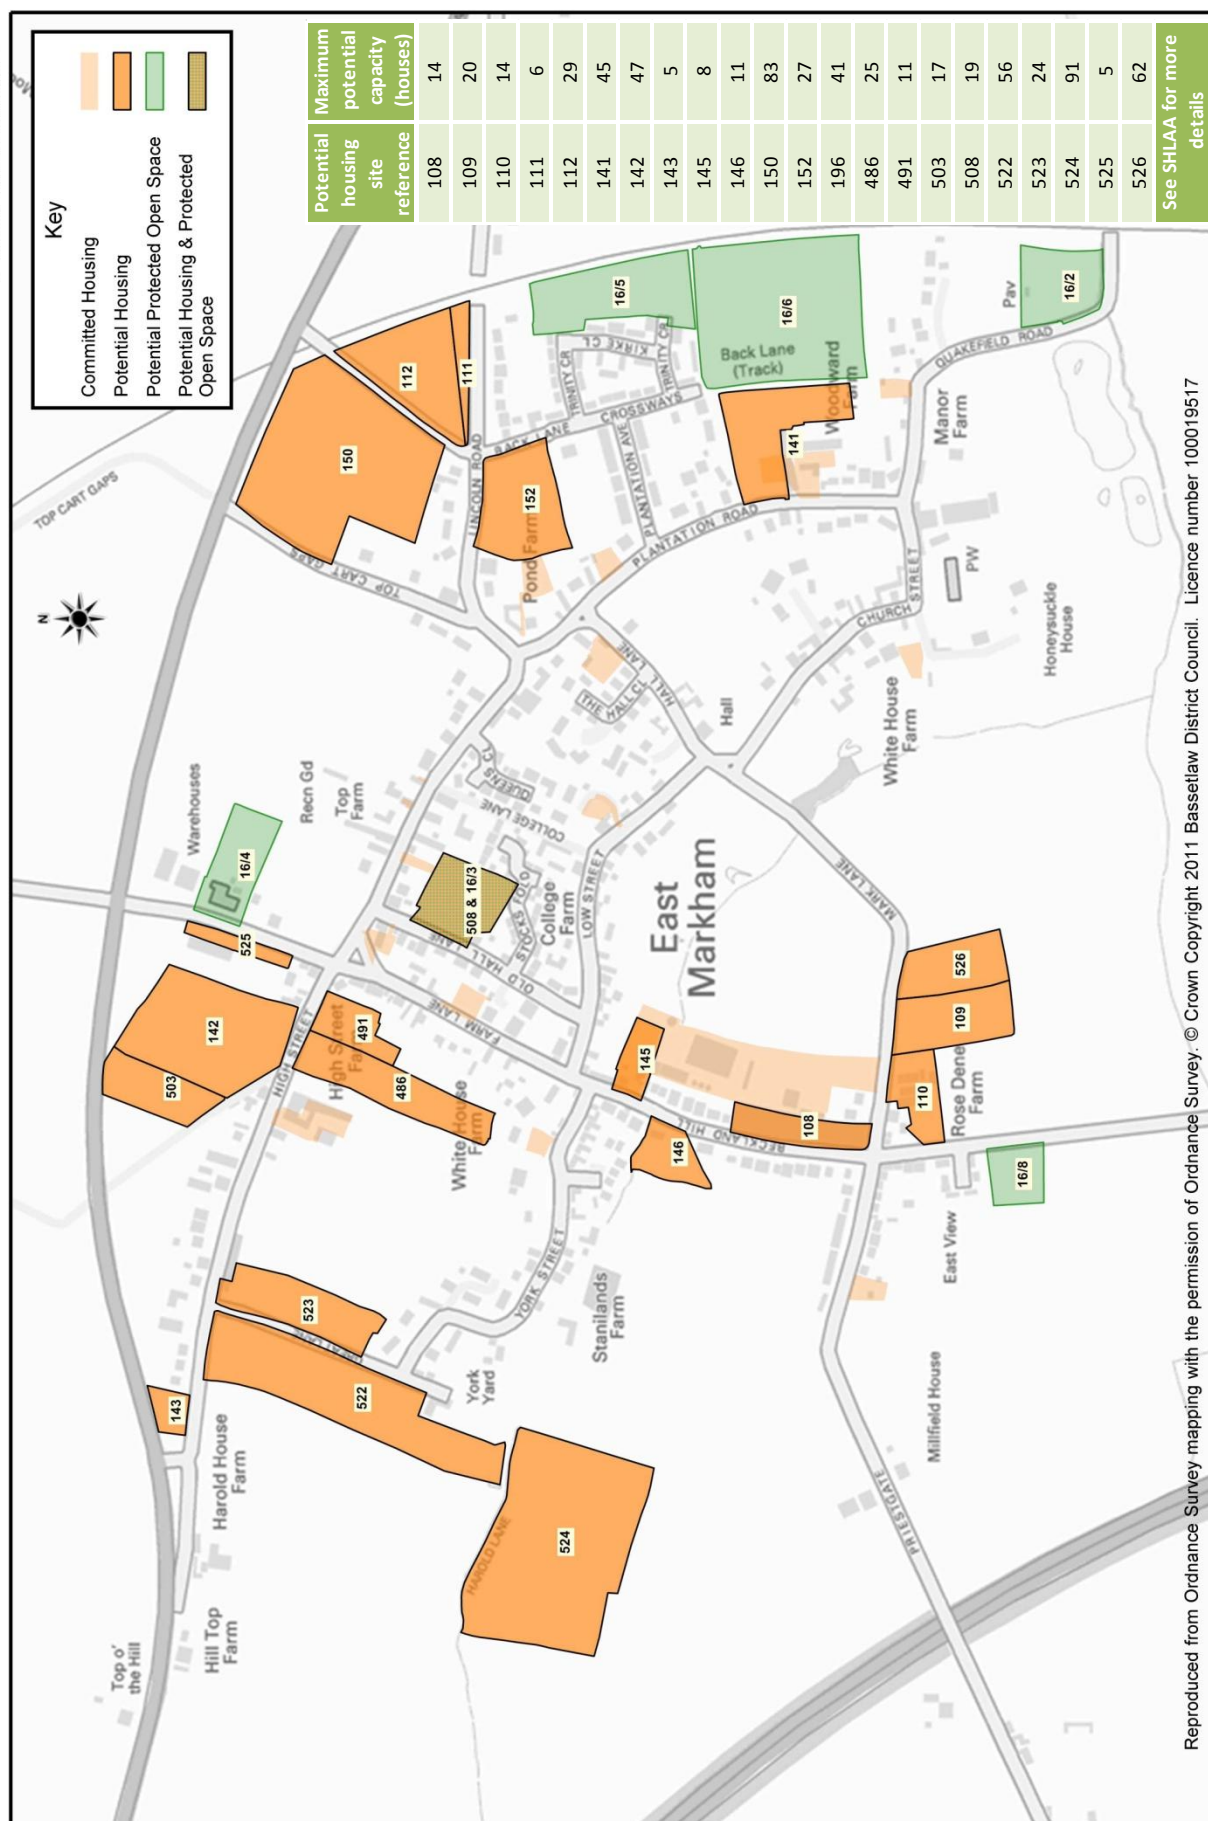 Key
Committed Housing
Potential Housing
Potential Protected Open Space
Potential Housing & Protected
Open Space
Potential housing site reference
Maximum potential capacity (houses)
108 14
109 20
110 14
111 6
112 29
141 45
142 47
143 5
145 8
146 11
150 83
152 27
196 41
486 25
491 11
503 17
508 19
522 56
523 24
524 91
525 5
526 62
See SHLAA for more
details
N
TOP CART GAPS
Warehouses
Recn Gd
Top
Farm
16/4
525
142
503
HIGH STREET
High Street
491
486
White House
Farm
FARM LANE
OLD HALL LANE
508 & 16/3
STOCKS FOLD
College
Farm
COLLEGE LANE
QUEENS CL
LOW STREET
THE HALL CL
HALL LANE
Hall
TOP CART GAPS
150
112
111
LINCOLN ROAD
BACK LANE
152
Pond Farm
PLANTATION AVE
CROSSWAYS
TRINITY CR
KIRKE CL
TRINITY CR
16/5
16/6
Back Lane
(Track)
Woodward
Farm
141
PLANTATION ROAD
Pav
16/2
QUAKEFIELD ROAD
Manor
Farm
CHURCH STREET
PW
Honeysuckle
House
White House
Farm
East
Markham
MARK LANE
526
109
110
Rose Dene
Farm
145
146
108
BECKLAND HILL
16/8
East View
YORK STREET
Stanilands
Farm
York
Yard
523
522
143
Harold House
Farm
Hill Top
Farm
Top o'
the Hill
HAROLD LANE
524
Millfield House
PRIESTGATE
Reproduced from Ordnance Survey mapping with the permission of Ordnance Survey. © Crown Copyright 2011 Bassetlaw District Council. Licence number 100019517